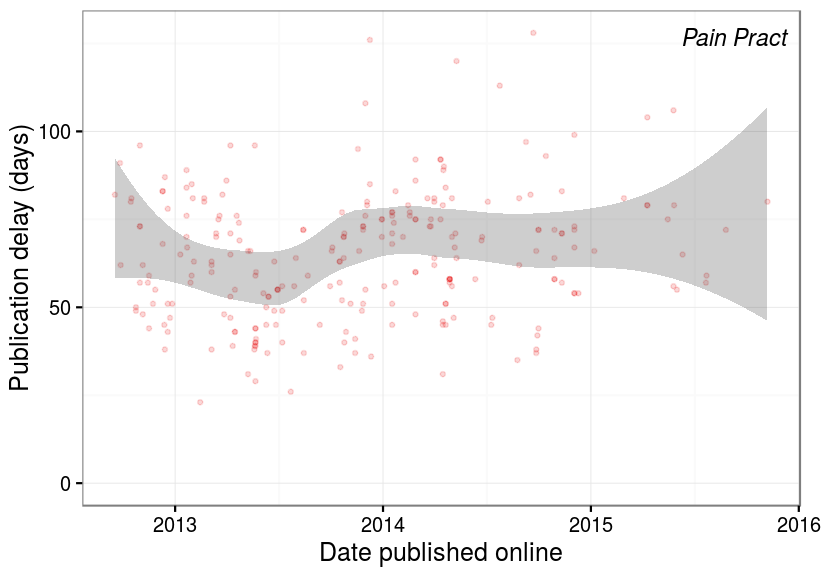 Pain Pract
Publication delay (days)
100
50
0
2013
2014
2015
2016
Date published online